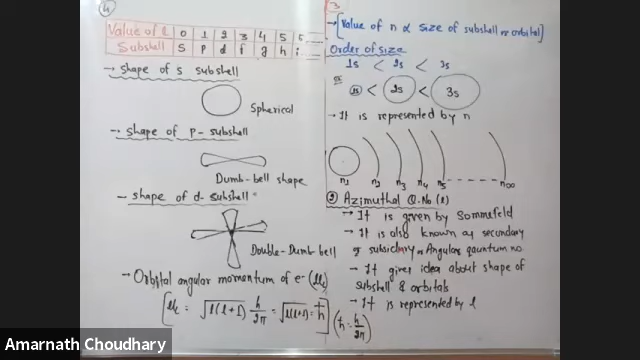 4
Value of l 0 1 2 3 4 5 6......
Subshell s p d f g h i....
→ shape of s subshell
Spherical
→ shape of p- subshell
Dumb-bell shape
→ shape of d-subshell
Double-Dumb-bell
→ Orbital angular momentum of e⁻ (μₗ)
[μₗ = √l(l+1) h/2π = √l(l+1) ħ] (ħ = h/2π)
3
→ [Value of n ∝ size of subshell or orbital]
Order of size
1s < 2s < 3s
or
1s < 2s < 3s
→ It is represented by n
n₁ n₂ n₃ n₄ n₅ ------ n∞
② Azimuthal Q.No (l)
→ It is given by Sommefeld
→ It is also known as secondary
or subsidiary or Angular quantum no.
→ It gives idea about shape of
subshell & orbitals
→ It is represented by l
Amarnath Choudhary